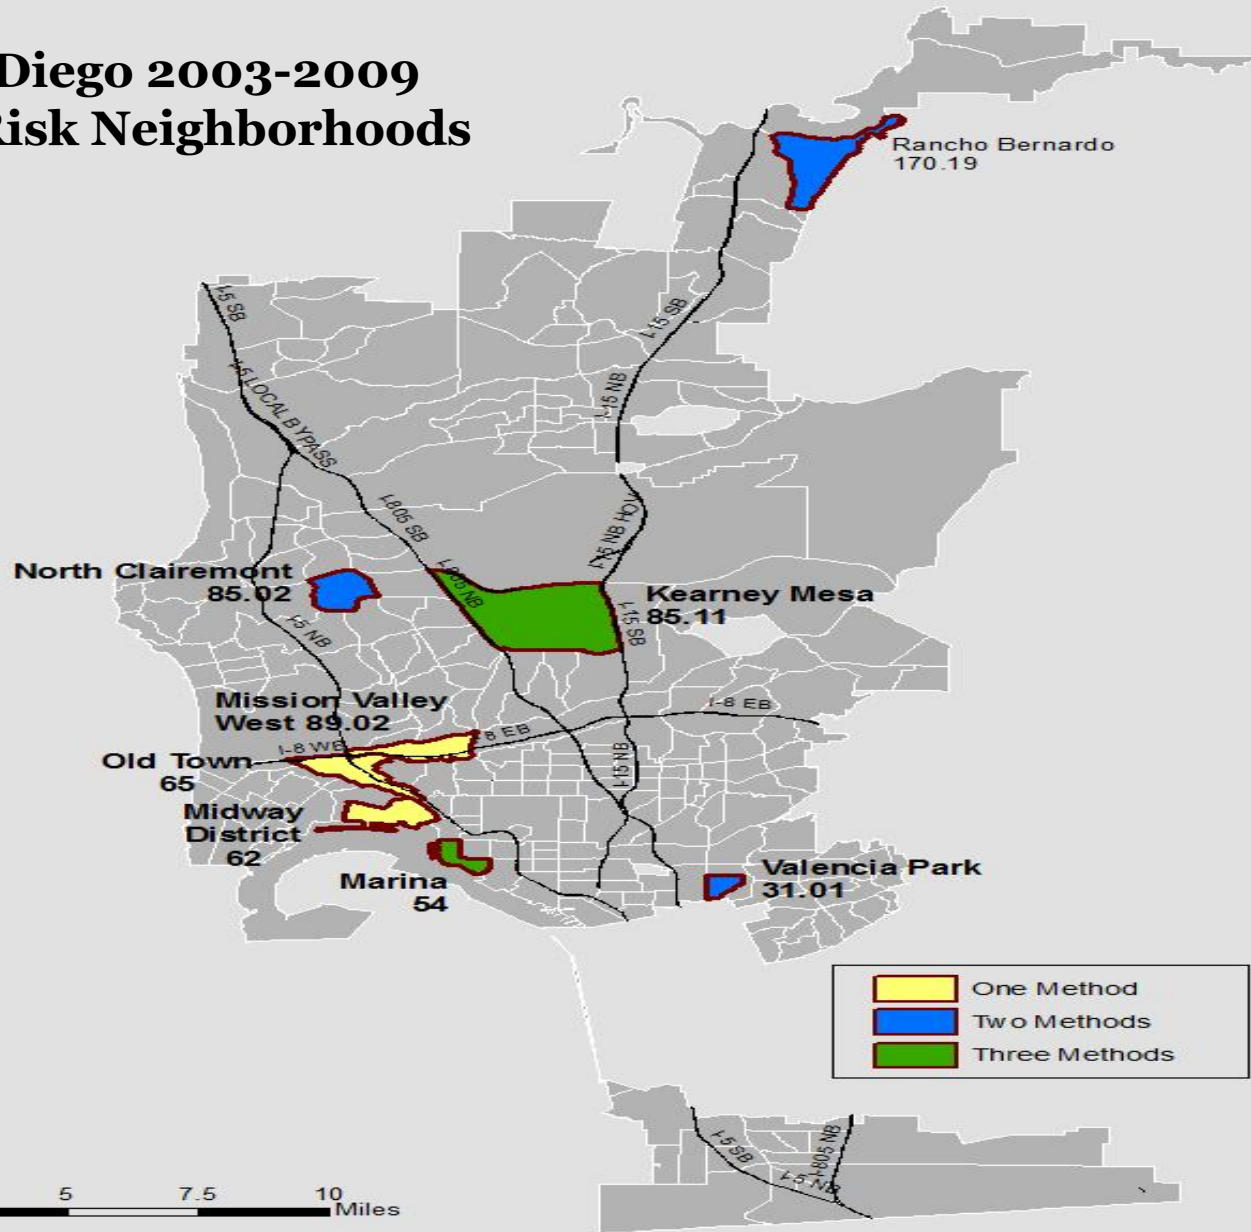 Diego 2003-2009
Risk Neighborhoods
Rancho Bernardo
170.19
I-5 SB
I-15 SB
I-15 NB
I-5 LOCAL BYPASS
I-805 SB
I-15 NB HOV
North Clairemont
85.02
I-805 NB
Kearney Mesa
85.11
I-15 SB
I-5 NB
Mission Valley
West 89.02
I-8 EB
8 EB
I-8 WB
Old Town
65
I-15 NB
Midway
District
62
Marina
54
Valencia Park
31.01
One Method
Two Methods
Three Methods
I-5 SB
I-805 NB
I-5 NB
5 7.5 10
Miles